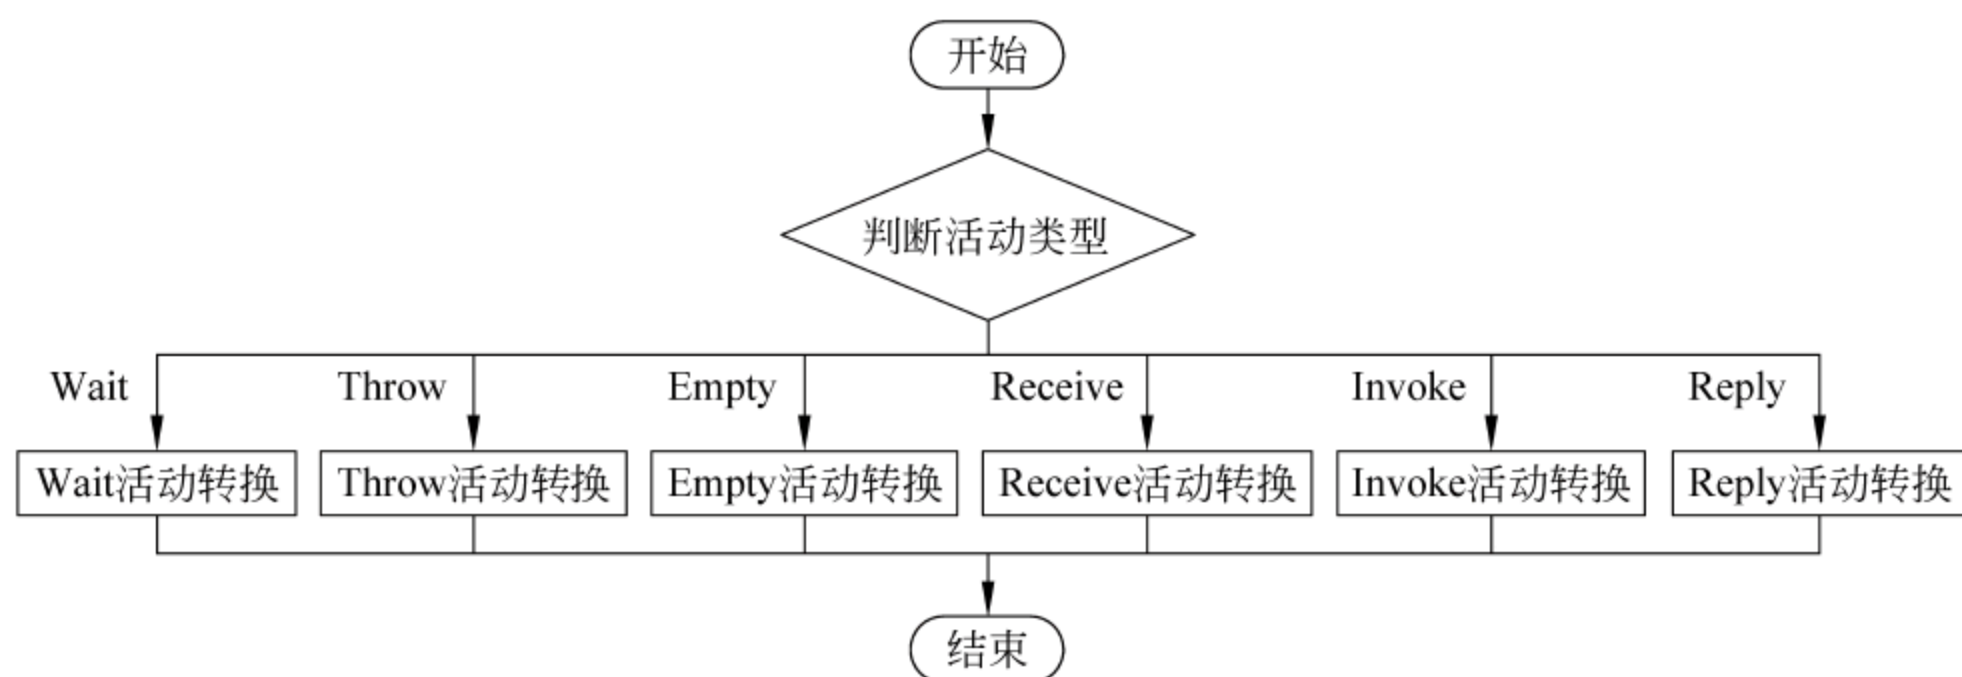 开始
判断活动类型
Wait
Throw
Empty
Receive
Invoke
Reply
Wait活动转换
Throw活动转换
Empty活动转换
Receive活动转换
Invoke活动转换
Reply活动转换
结束